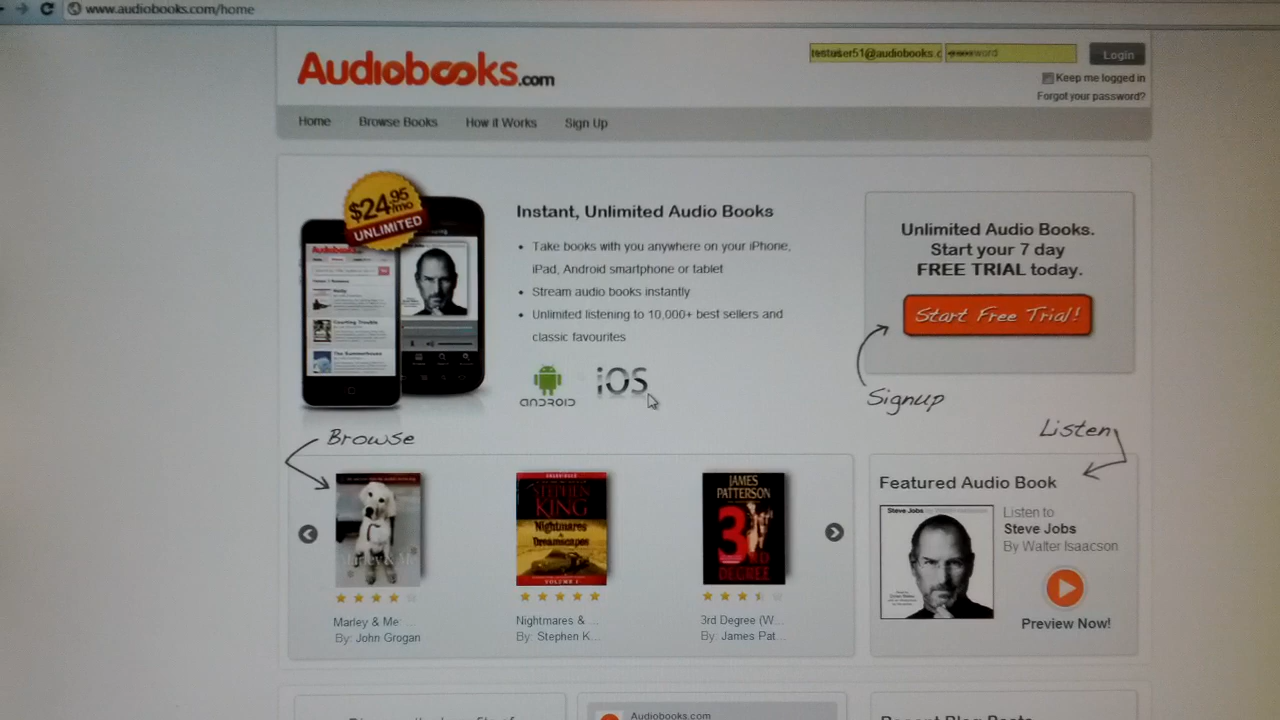 www.audiobooks.com/home
Audiobooks.com
testuser51@audiobooks.c
Login
Keep me logged in
Forgot your password?
Home Browse Books How it Works Sign Up
$24.95
/mo
UNLIMITED
Instant, Unlimited Audio Books
Take books with you anywhere on your iPhone,
iPad, Android smartphone or tablet
Stream audio books instantly
Unlimited listening to 10,000+ best sellers and
classic favourites
ANDROID
iOS
Unlimited Audio Books.
Start your 7 day
FREE TRIAL today.
Start Free Trial!
Signup
Browse
Listen
STEPHEN
KING
Nightmares
Dreamscapes
VOLUME I
JAMES
PATTERSON
3RD
DEGREE
Marley & Me: ...
By: John Grogan
Nightmares & ...
By: Stephen K...
3rd Degree (W...
By: James Pat...
Featured Audio Book
Steve Jobs
Listen to
Steve Jobs
By Walter Isaacson
Preview Now!
Audiobooks.com
Recent Blog Posts